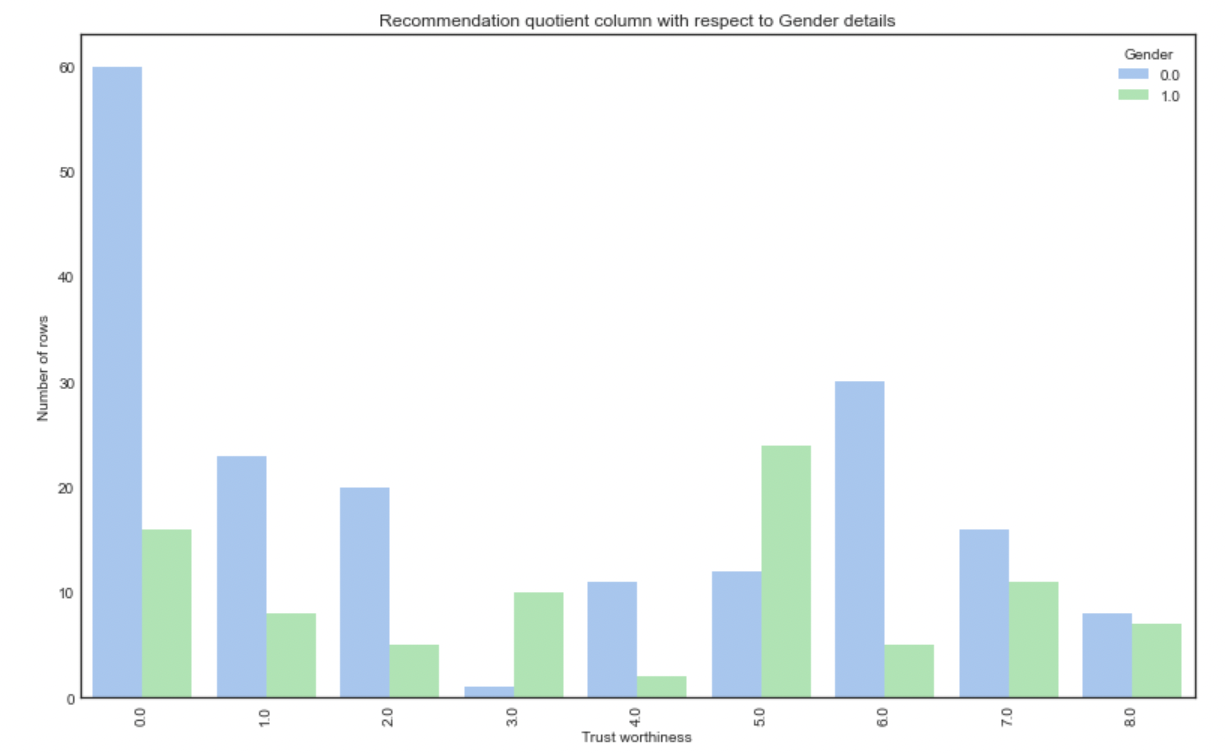 Recommendation quotient column with respect to Gender details
Gender
0.0
1.0
60
50
40
30
20
10
0
Number of rows
0.0 1.0 2.0 3.0 4.0 5.0 6.0 7.0 8.0
Trust worthiness